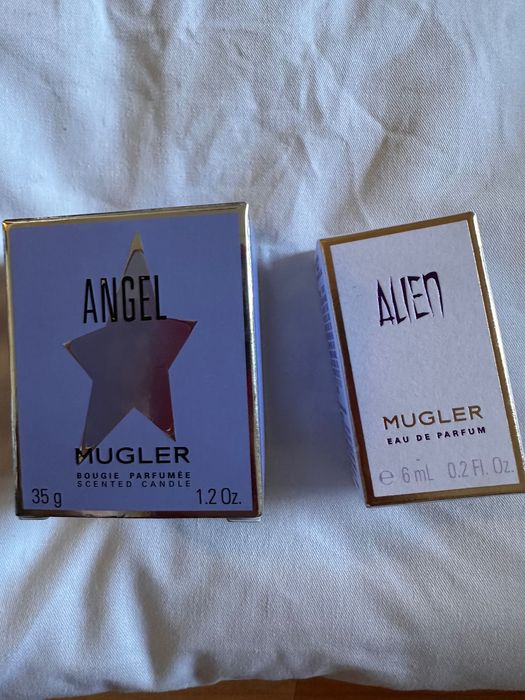 ANGEL
MUGLER
BOUGIE PARFUMÉE
SCENTED CANDLE
35 g 1.2 Oz.
ALIEN
MUGLER
EAU DE PARFUM
℮ 6 mL 0.2 Fl. Oz.